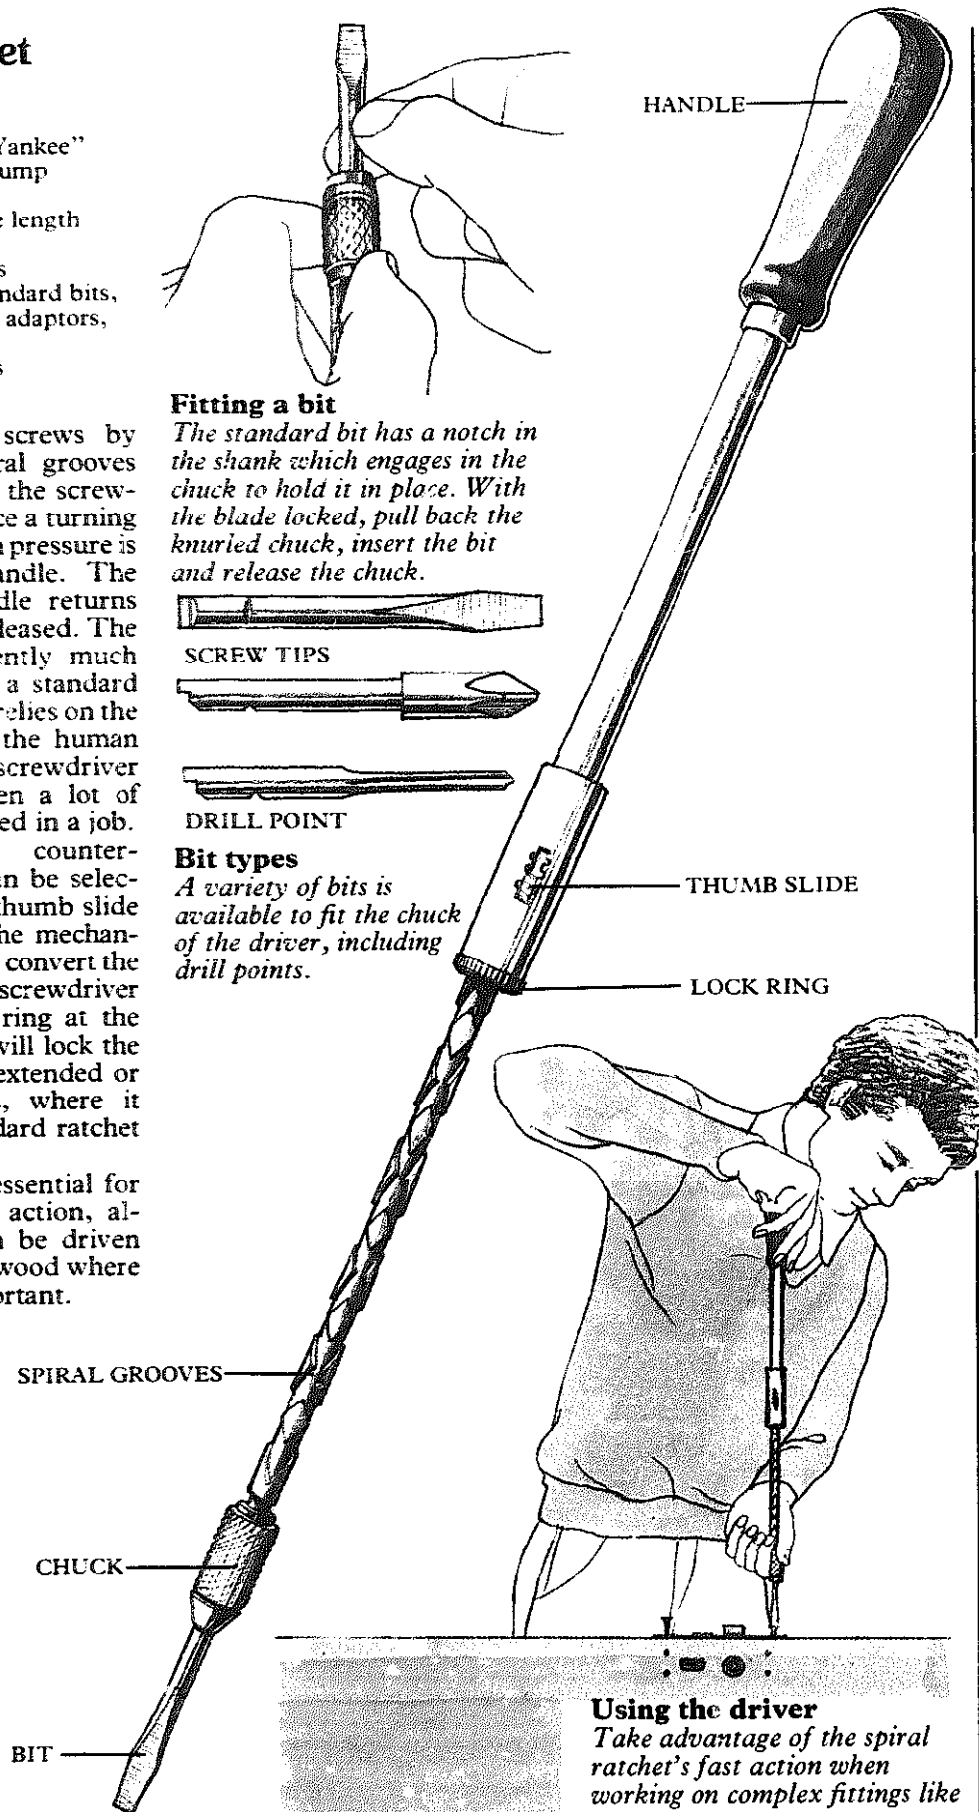 et
Yankee"
ump
length
s
ndard bits,
adaptors,
s
screws by
ral grooves
the screw-
ce a turning
pressure is
andle. The
dle returns
leased. The
ently much
a standard
relies on the
the human
screwdriver
en a lot of
ed in a job.
counter-
n be selec-
thumb slide
he mechan-
convert the
screwdriver
ring at the
will lock the
extended or
, where it
dard ratchet
essential for
action, al-
n be driven
wood where
ortant.
Fitting a bit
The standard bit has a notch in
the shank which engages in the
chuck to hold it in place. With
the blade locked, pull back the
knurled chuck, insert the bit
and release the chuck.
SCREW TIPS
DRILL POINT
Bit types
A variety of bits is
available to fit the chuck
of the driver, including
drill points.
HANDLE
THUMB SLIDE
LOCK RING
SPIRAL GROOVES
CHUCK
BIT
Using the driver
Take advantage of the spiral
ratchet's fast action when
working on complex fittings like